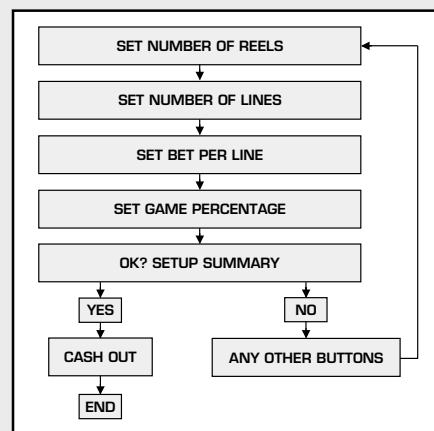 SET NUMBER OF REELS
SET NUMBER OF LINES
SET BET PER LINE
SET GAME PERCENTAGE
OK? SETUP SUMMARY
YES
NO
CASH OUT
ANY OTHER BUTTONS
END